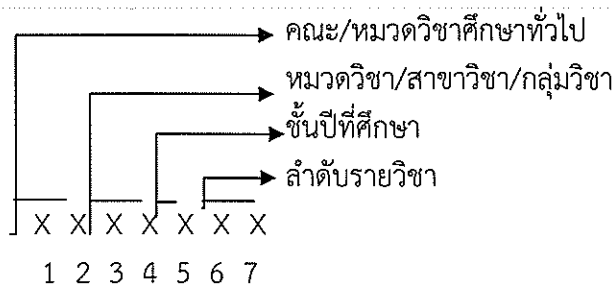 คณะ/หมวดวิชาศึกษาทั่วไป
หมวดวิชา/สาขาวิชา/กลุ่มวิชา
ชั้นปีที่ศึกษา
ลำดับรายวิชา
X X X X X X X
1 2 3 4 5 6 7